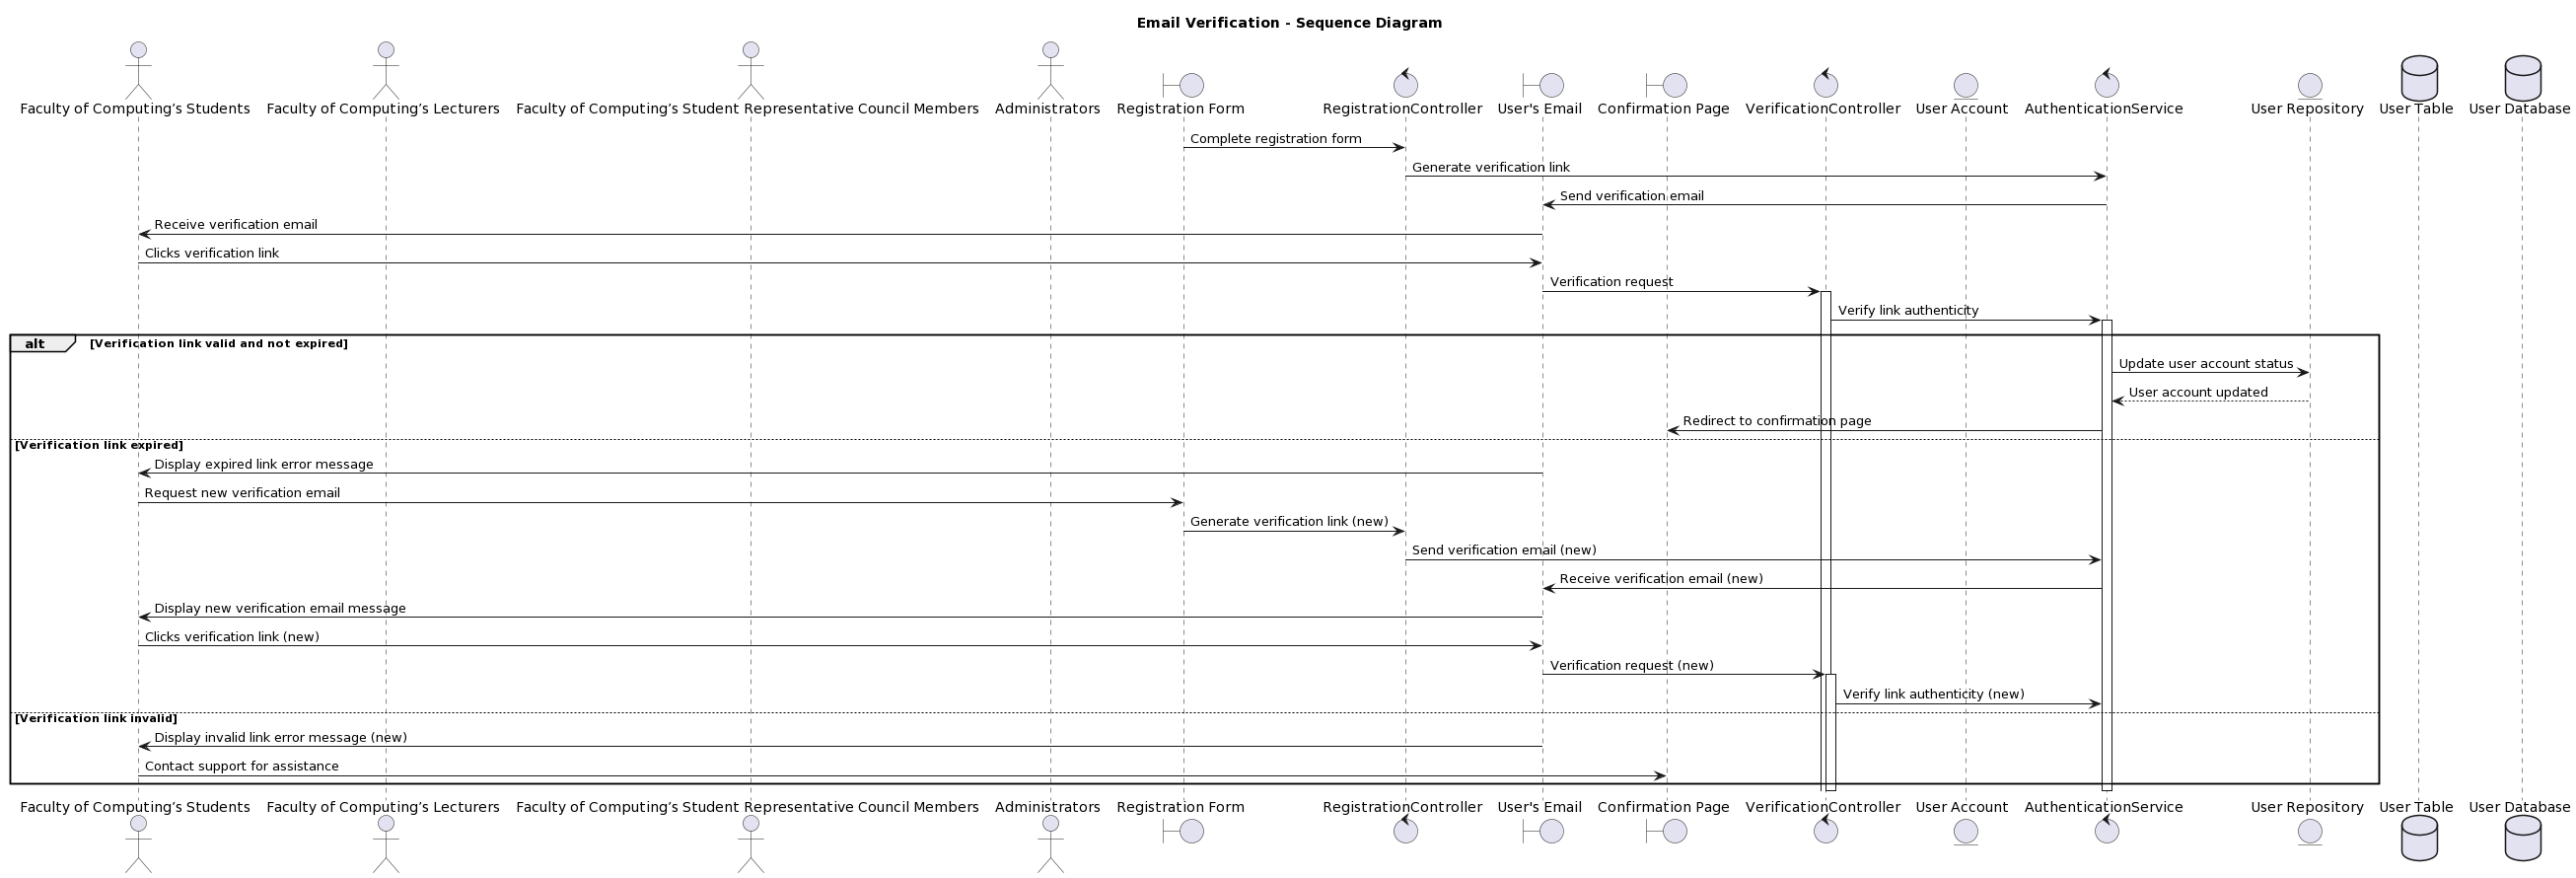 Email Verification - Sequence Diagram
Faculty of Computing’s Students
Faculty of Computing’s Lecturers
Faculty of Computing’s Student Representative Council Members
Administrators
Registration Form
RegistrationController
User's Email
Confirmation Page
VerificationController
User Account
AuthenticationService
User Repository
User Table
User Database
Complete registration form
Generate verification link
Send verification email
Receive verification email
Clicks verification link
Verification request
Verify link authenticity
alt
[Verification link valid and not expired]
Update user account status
User account updated
Redirect to confirmation page
[Verification link expired]
Display expired link error message
Request new verification email
Generate verification link (new)
Send verification email (new)
Receive verification email (new)
Display new verification email message
Clicks verification link (new)
Verification request (new)
Verify link authenticity (new)
[Verification link invalid]
Display invalid link error message (new)
Contact support for assistance
Faculty of Computing’s Students
Faculty of Computing’s Lecturers
Faculty of Computing’s Student Representative Council Members
Administrators
Registration Form
RegistrationController
User's Email
Confirmation Page
VerificationController
User Account
AuthenticationService
User Repository
User Table
User Database